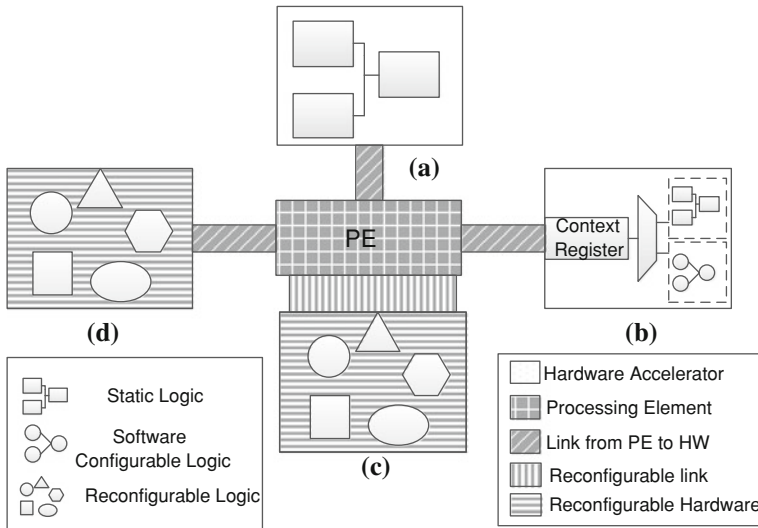 (a)
PE
Context
Register
(d)
(b)
(c)
Static Logic
Software
Configurable Logic
Reconfigurable Logic
Hardware Accelerator
Processing Element
Link from PE to HW
Reconfigurable link
Reconfigurable Hardware